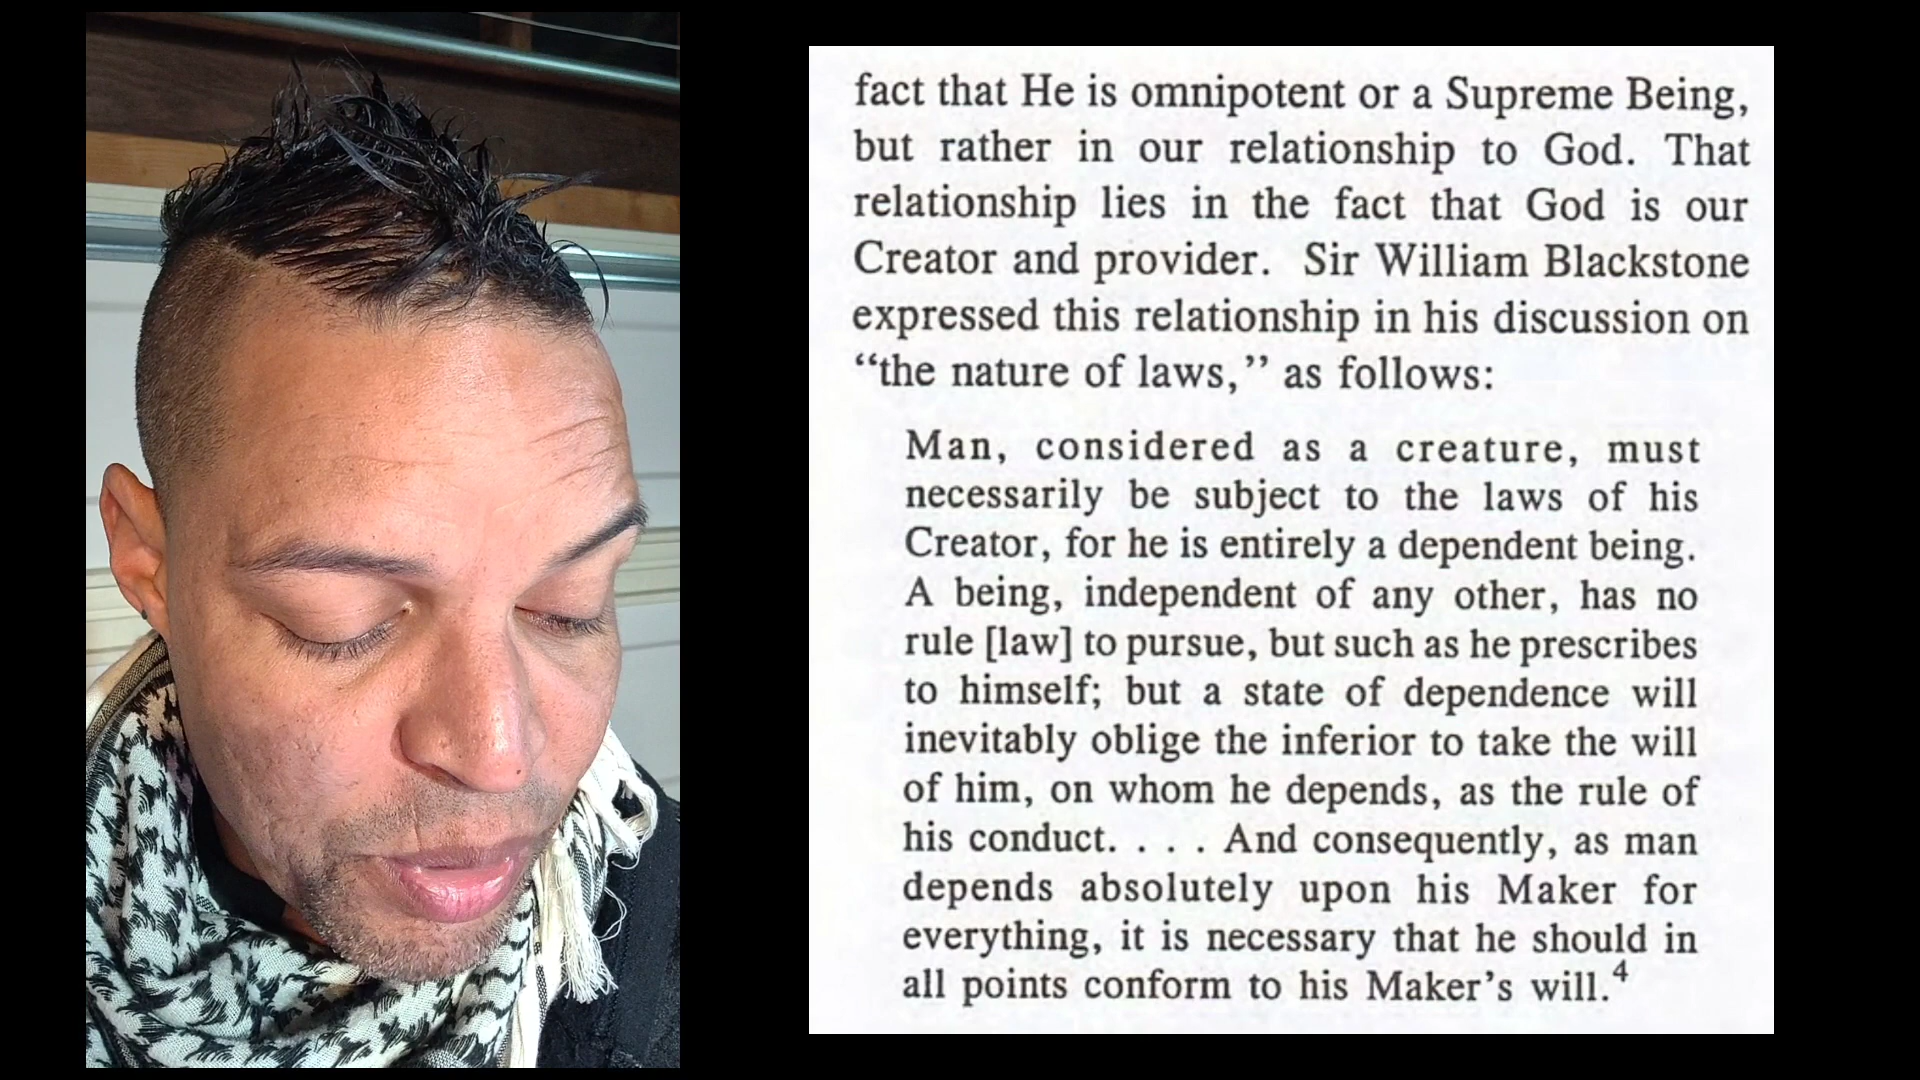 fact that He is omnipotent or a Supreme Being,
but rather in our relationship to God. That
relationship lies in the fact that God is our
Creator and provider. Sir William Blackstone
expressed this relationship in his discussion on
“the nature of laws,” as follows:
Man, considered as a creature, must
necessarily be subject to the laws of his
Creator, for he is entirely a dependent being.
A being, independent of any other, has no
rule [law] to pursue, but such as he prescribes
to himself; but a state of dependence will
inevitably oblige the inferior to take the will
of him, on whom he depends, as the rule of
his conduct. . . . And consequently, as man
depends absolutely upon his Maker for
everything, it is necessary that he should in
all points conform to his Maker’s will.4